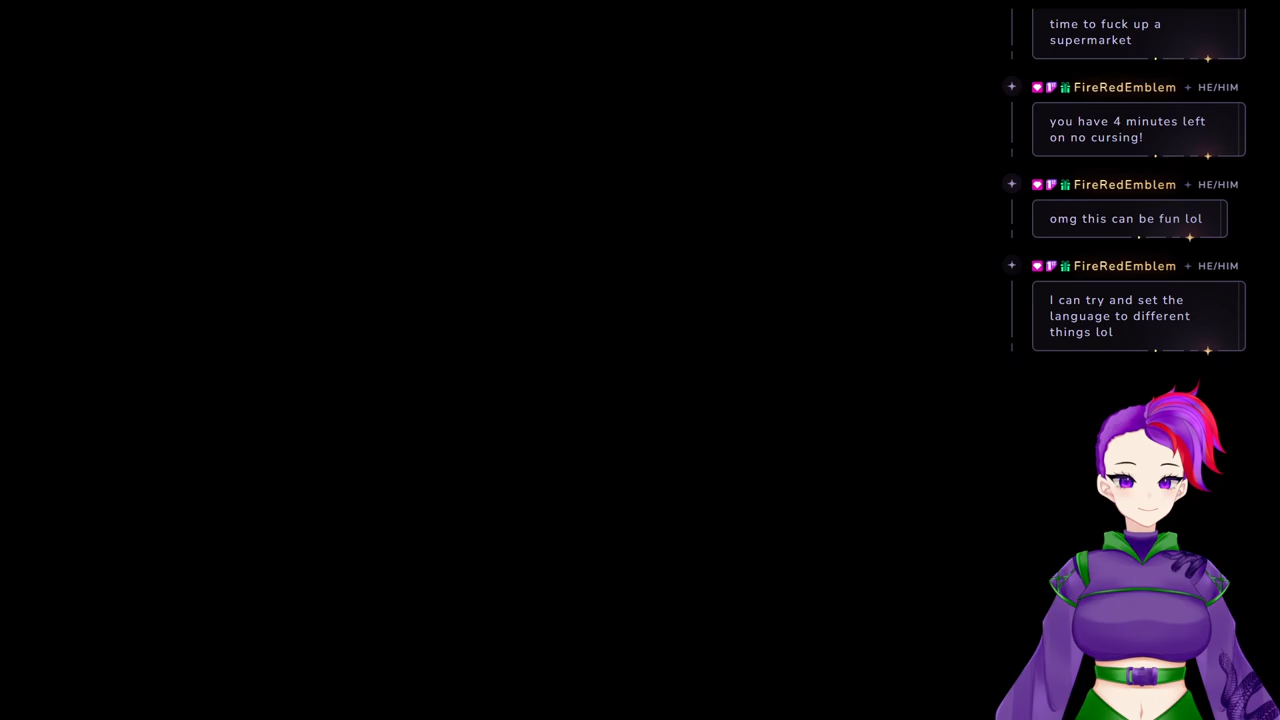 time to fuck up a
supermarket
FireRedEmblem HE/HIM
you have 4 minutes left
on no cursing!
FireRedEmblem HE/HIM
omg this can be fun lol
FireRedEmblem HE/HIM
I can try and set the
language to different
things lol